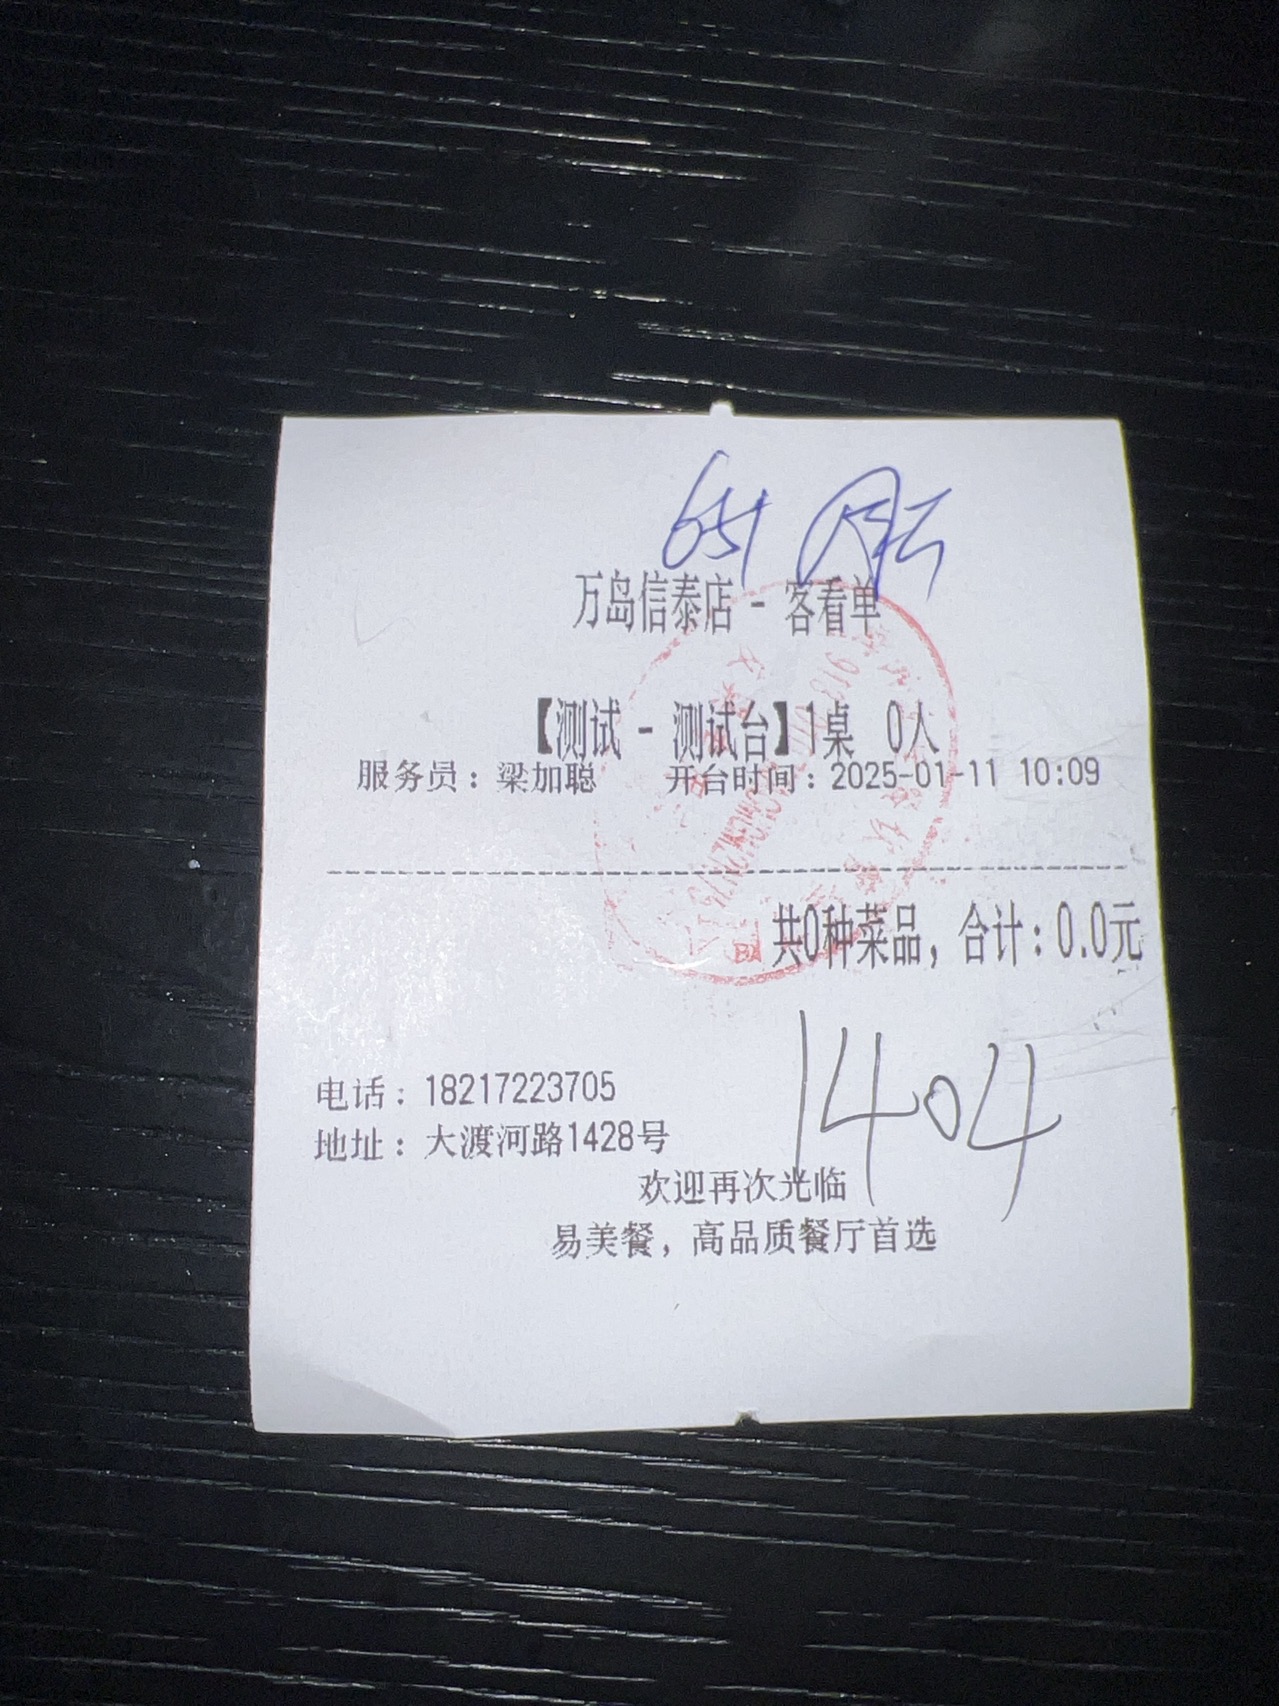 万岛信泰店 - 客看单
【测试 - 测试台】1桌 0人
服务员：梁加聪 开台时间：2025-01-11 10:09
共0种菜品，合计：0.0元
1404
电话：18217223705
地址：大渡河路1428号
欢迎再次光临
易美餐，高品质餐厅首选